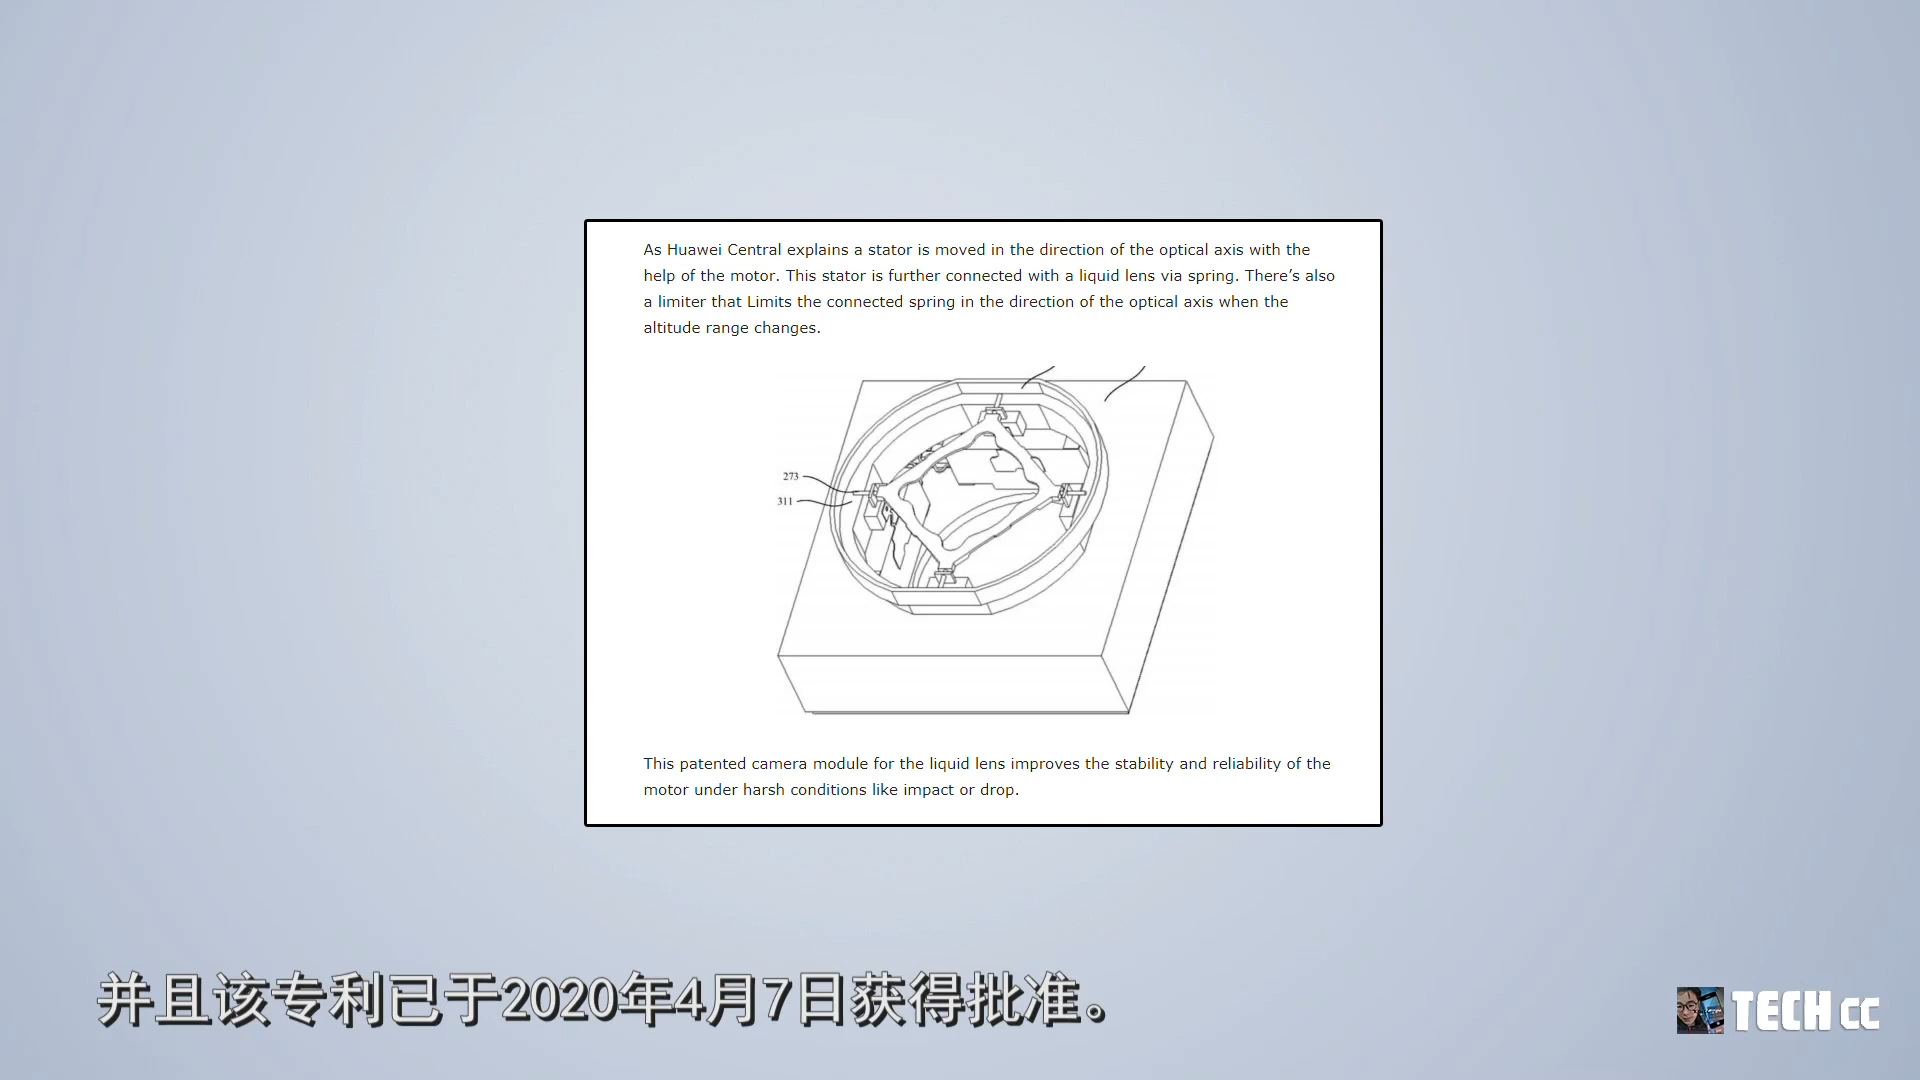 As Huawei Central explains a stator is moved in the direction of the optical axis with the
help of the motor. This stator is further connected with a liquid lens via spring. There’s also
a limiter that Limits the connected spring in the direction of the optical axis when the
altitude range changes.
273
311
This patented camera module for the liquid lens improves the stability and reliability of the
motor under harsh conditions like impact or drop.
并且该专利已于2020年4月7日获得批准。
TECH CC